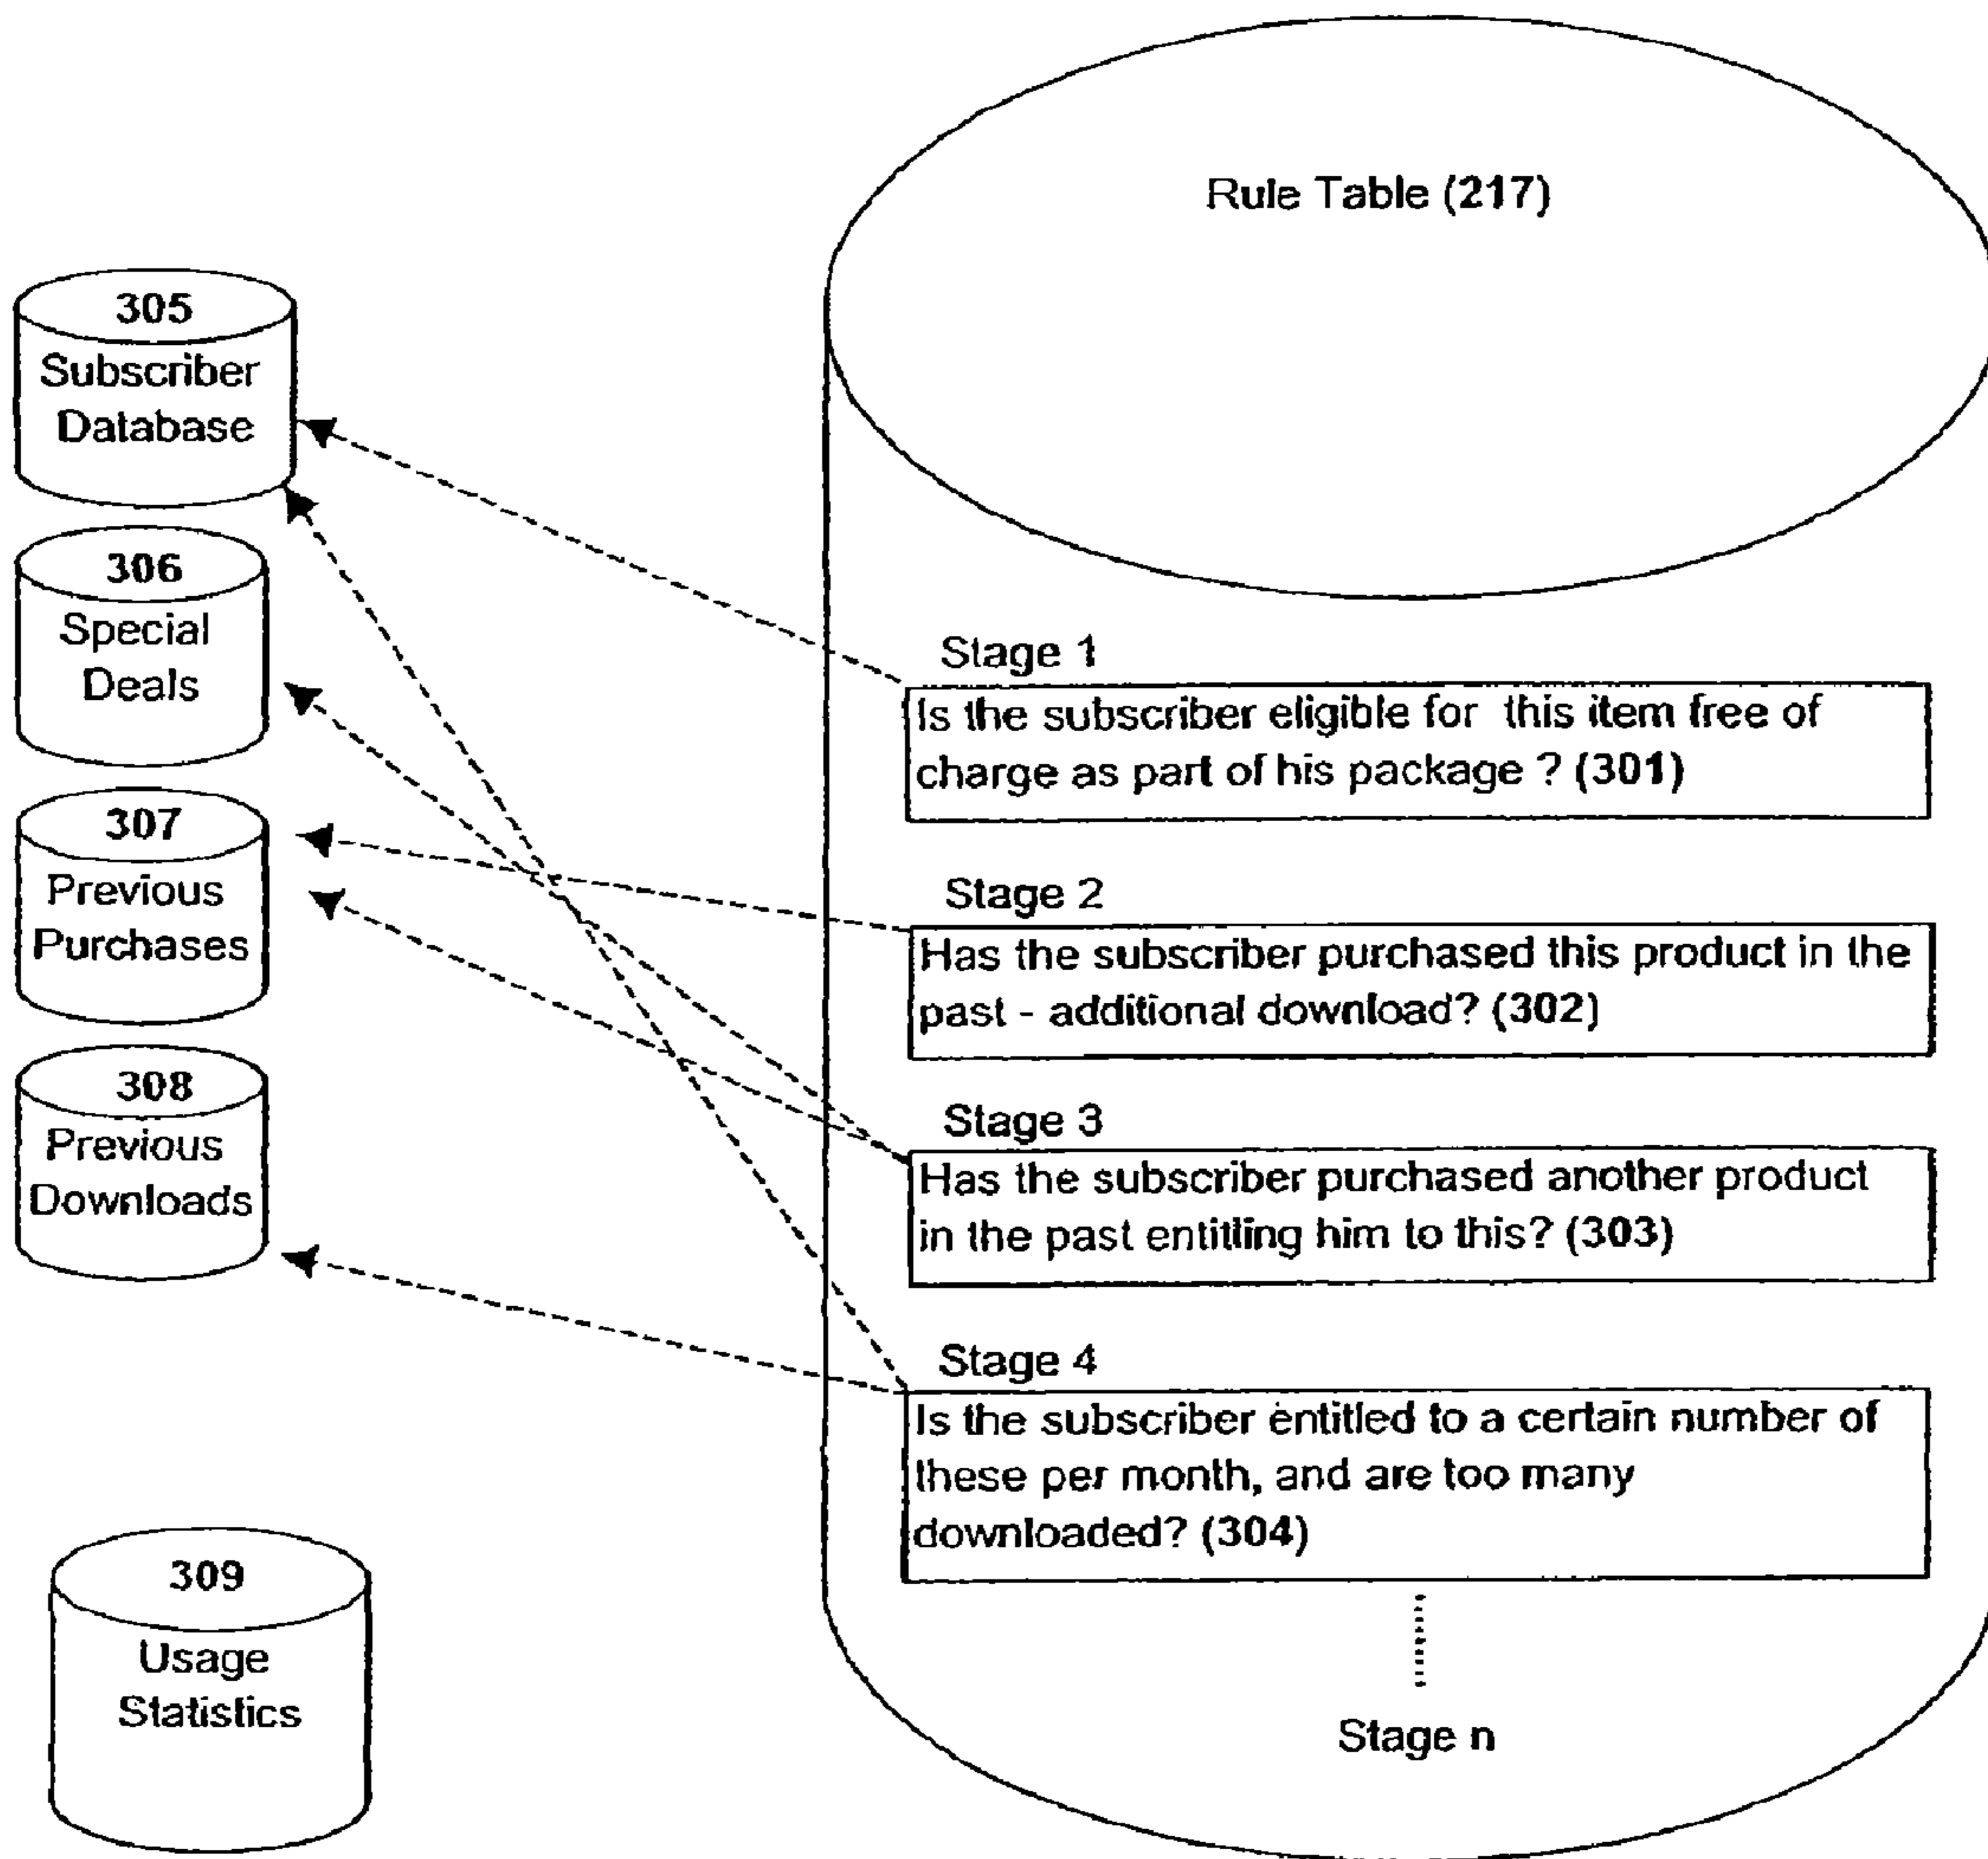 Rule Table (217)
305
Subscriber
Database
306
Special
Deals
307
Previous
Purchases
308
Previous
Downloads
309
Usage
Statistics
Stage 1
Is the subscriber eligible for this item free of
charge as part of his package ? (301)
Stage 2
Has the subscriber purchased this product in the
past - additional download? (302)
Stage 3
Has the subscriber purchased another product
in the past entitling him to this? (303)
Stage 4
Is the subscriber entitled to a certain number of
these per month, and are too many
downloaded? (304)
Stage n